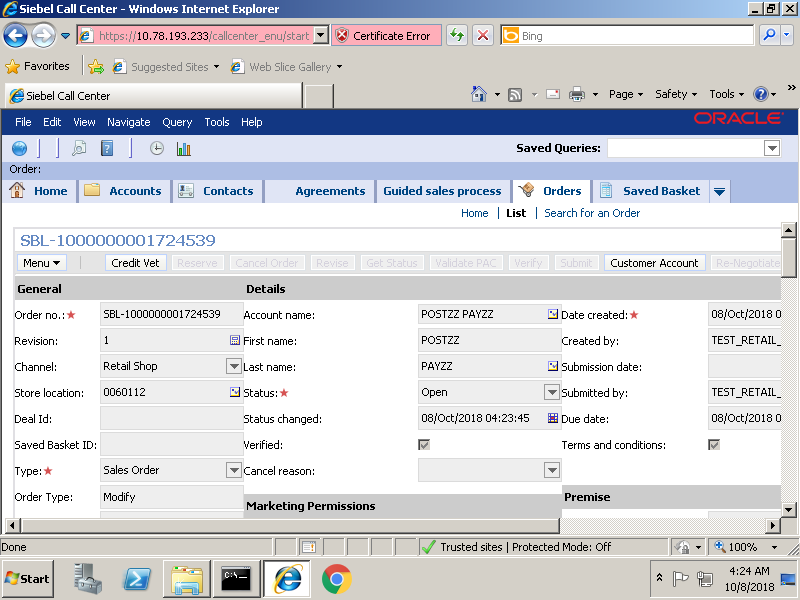 Siebel Call Center - Windows Internet Explorer
https://10.78.193.233/callcenter_enu/start
Certificate Error
Bing
Favorites
Suggested Sites
Web Slice Gallery
Siebel Call Center
Page
Safety
Tools
»
File Edit View Navigate Query Tools Help
ORACLE
Saved Queries:
Order:
Home
Accounts
Contacts
Agreements
Guided sales process
Orders
Saved Basket
Home | List | Search for an Order
SBL-1000000001724539
Menu
Credit Vet
Reserve
Cancel Order
Revise
Get Status
Validate PAC
Verify
Submit
Customer Account
Re-Negotiate
General
Details
Order no.:★ SBL-1000000001724539 Account name: POSTZZ PAYZZ Date created:★ 08/Oct/2018 0
Revision: 1 First name: POSTZZ Created by: TEST_RETAIL_
Channel: Retail Shop Last name: PAYZZ Submission date:
Store location: 0060112 Status:★ Open Submitted by: TEST_RETAIL_
Deal Id: Status changed: 08/Oct/2018 04:23:45 Due date: 08/Oct/2018 0
Saved Basket ID: Verified: Terms and conditions:
Type:★ Sales Order Cancel reason:
Order Type: Modify
Marketing Permissions
Premise
Done
Trusted sites | Protected Mode: Off
100%
Start
C:\.
4:24 AM
10/8/2018